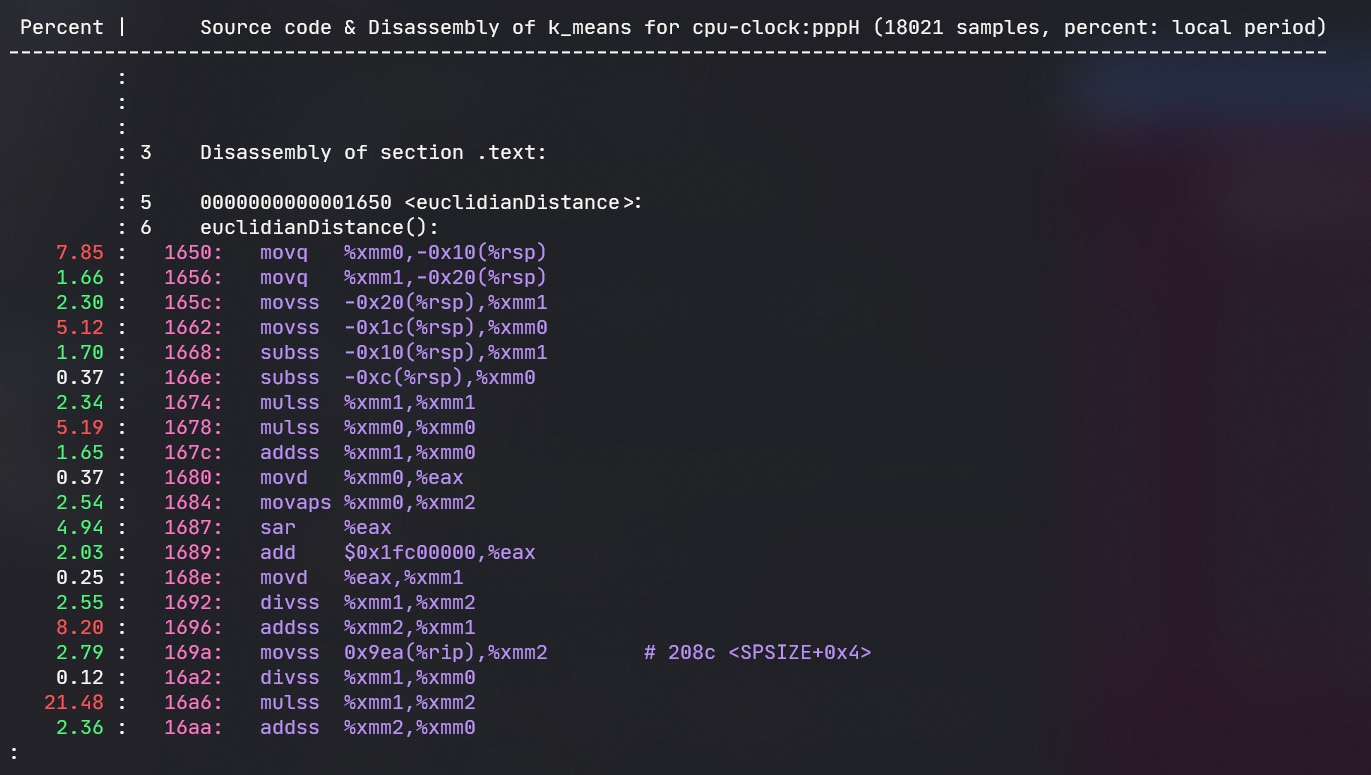 Percent |      Source code & Disassembly of k_means for cpu-clock:pppH (18021 samples, percent: local period)
--------------------------------------------------------------------------------------------------------------
:
:
:
: 3    Disassembly of section .text:
:
: 5    0000000000001650 <euclidianDistance>:
: 6    euclidianDistance():
7.85 :   1650:   movq   %xmm0,-0x10(%rsp)
1.66 :   1656:   movq   %xmm1,-0x20(%rsp)
2.30 :   165c:   movss  -0x20(%rsp),%xmm1
5.12 :   1662:   movss  -0x1c(%rsp),%xmm0
1.70 :   1668:   subss  -0x10(%rsp),%xmm1
0.37 :   166e:   subss  -0xc(%rsp),%xmm0
2.34 :   1674:   mulss  %xmm1,%xmm1
5.19 :   1678:   mulss  %xmm0,%xmm0
1.65 :   167c:   addss  %xmm1,%xmm0
0.37 :   1680:   movd   %xmm0,%eax
2.54 :   1684:   movaps %xmm0,%xmm2
4.94 :   1687:   sar    %eax
2.03 :   1689:   add    $0x1fc00000,%eax
0.25 :   168e:   movd   %eax,%xmm1
2.55 :   1692:   divss  %xmm1,%xmm2
8.20 :   1696:   addss  %xmm2,%xmm1
2.79 :   169a:   movss  0x9ea(%rip),%xmm2        # 208c <SPSIZE+0x4>
0.12 :   16a2:   divss  %xmm1,%xmm0
21.48 :   16a6:   mulss  %xmm1,%xmm2
2.36 :   16aa:   addss  %xmm2,%xmm0
: